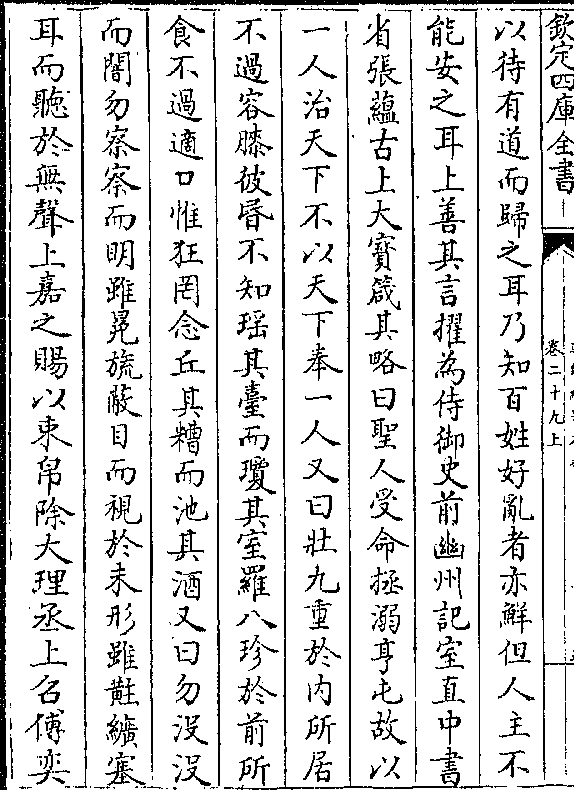 欽定四庫全書
卷二十九上
以待有道而歸之耳乃知百姓好亂者亦鮮但人主不
能安之耳上善其言擢為侍御史前幽州記室直中書
省張蘊古上大寶箴其略曰聖人受命拯溺亨屯故以
一人治天下不以天下奉一人又曰壯九重於內所居
不過容膝彼昬不知瑶其臺而瓊其室羅八珍於前所
食不過適口惟狂罔念丘其糟而池其酒又曰勿没没
而闇勿察察而明雖冕旒蔽目而視於未形雖黈纊塞
耳而聽於無聲上嘉之賜以束帛除大理丞上召傅奕